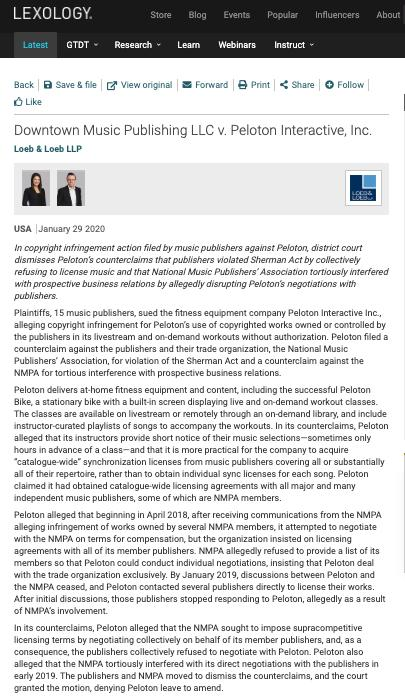 LEXOLOGY.
Store Blog Events Popular Influencers About
Latest GTDT Research Learn Webinars Instruct
Back Save & file View original Forward Print Share Follow
Like
Downtown Music Publishing LLC v. Peloton Interactive, Inc.
Loeb & Loeb LLP
LOEB&
LOEB LLP
USA January 29 2020
In copyright infringement action filed by music publishers against Peloton, district court
dismisses Peloton's counterclaims that publishers violated Sherman Act by collectively
refusing to license music and that National Music Publishers' Association tortiously interfered
with prospective business relations by allegedly disrupting Peloton's negotiations with
publishers.
Plaintiffs, 15 music publishers, sued the fitness equipment company Peloton Interactive Inc.,
alleging copyright infringement for Peloton's use of copyrighted works owned or controlled by
the publishers in its livestream and on-demand workouts without authorization. Peloton filed a
counterclaim against the publishers and their trade organization, the National Music
Publishers' Association, for violation of the Sherman Act and a counterclaim against the
NMPA for tortious interference with prospective business relations.
Peloton delivers at-home fitness equipment and content, including the successful Peloton
Bike, a stationary bike with a built-in screen displaying live and on-demand workout classes.
The classes are available on livestream or remotely through an on-demand library, and include
instructor-curated playlists of songs to accompany the workouts. In its counterclaims, Peloton
alleged that its instructors provide short notice of their music selections—sometimes only
hours in advance of a class—and that it is more practical for the company to acquire
"catalogue-wide" synchronization licenses from music publishers covering all or substantially
all of their repertoire, rather than to obtain individual sync licenses for each song. Peloton
claimed it had obtained catalogue-wide licensing agreements with all major and many
independent music publishers, some of which are NMPA members.
Peloton alleged that beginning in April 2018, after receiving communications from the NMPA
alleging infringement of works owned by several NMPA members, it attempted to negotiate
with the NMPA on terms for compensation, but the organization insisted on licensing
agreements with all of its member publishers. NMPA allegedly refused to provide a list of its
members so that Peloton could conduct individual negotiations, insisting that Peloton deal
with the trade organization exclusively. By January 2019, discussions between Peloton and
the NMPA ceased, and Peloton contacted several publishers directly to license their works.
After initial discussions, those publishers stopped responding to Peloton, allegedly as a result
of NMPA's involvement.
In its counterclaims, Peloton alleged that the NMPA sought to impose supracompetitive
licensing terms by negotiating collectively on behalf of its member publishers, and, as a
consequence, the publishers collectively refused to negotiate with Peloton. Peloton also
alleged that the NMPA tortiously interfered with its direct negotiations with the publishers in
early 2019. The publishers and NMPA moved to dismiss the counterclaims, and the court
granted the motion, denying Peloton leave to amend.